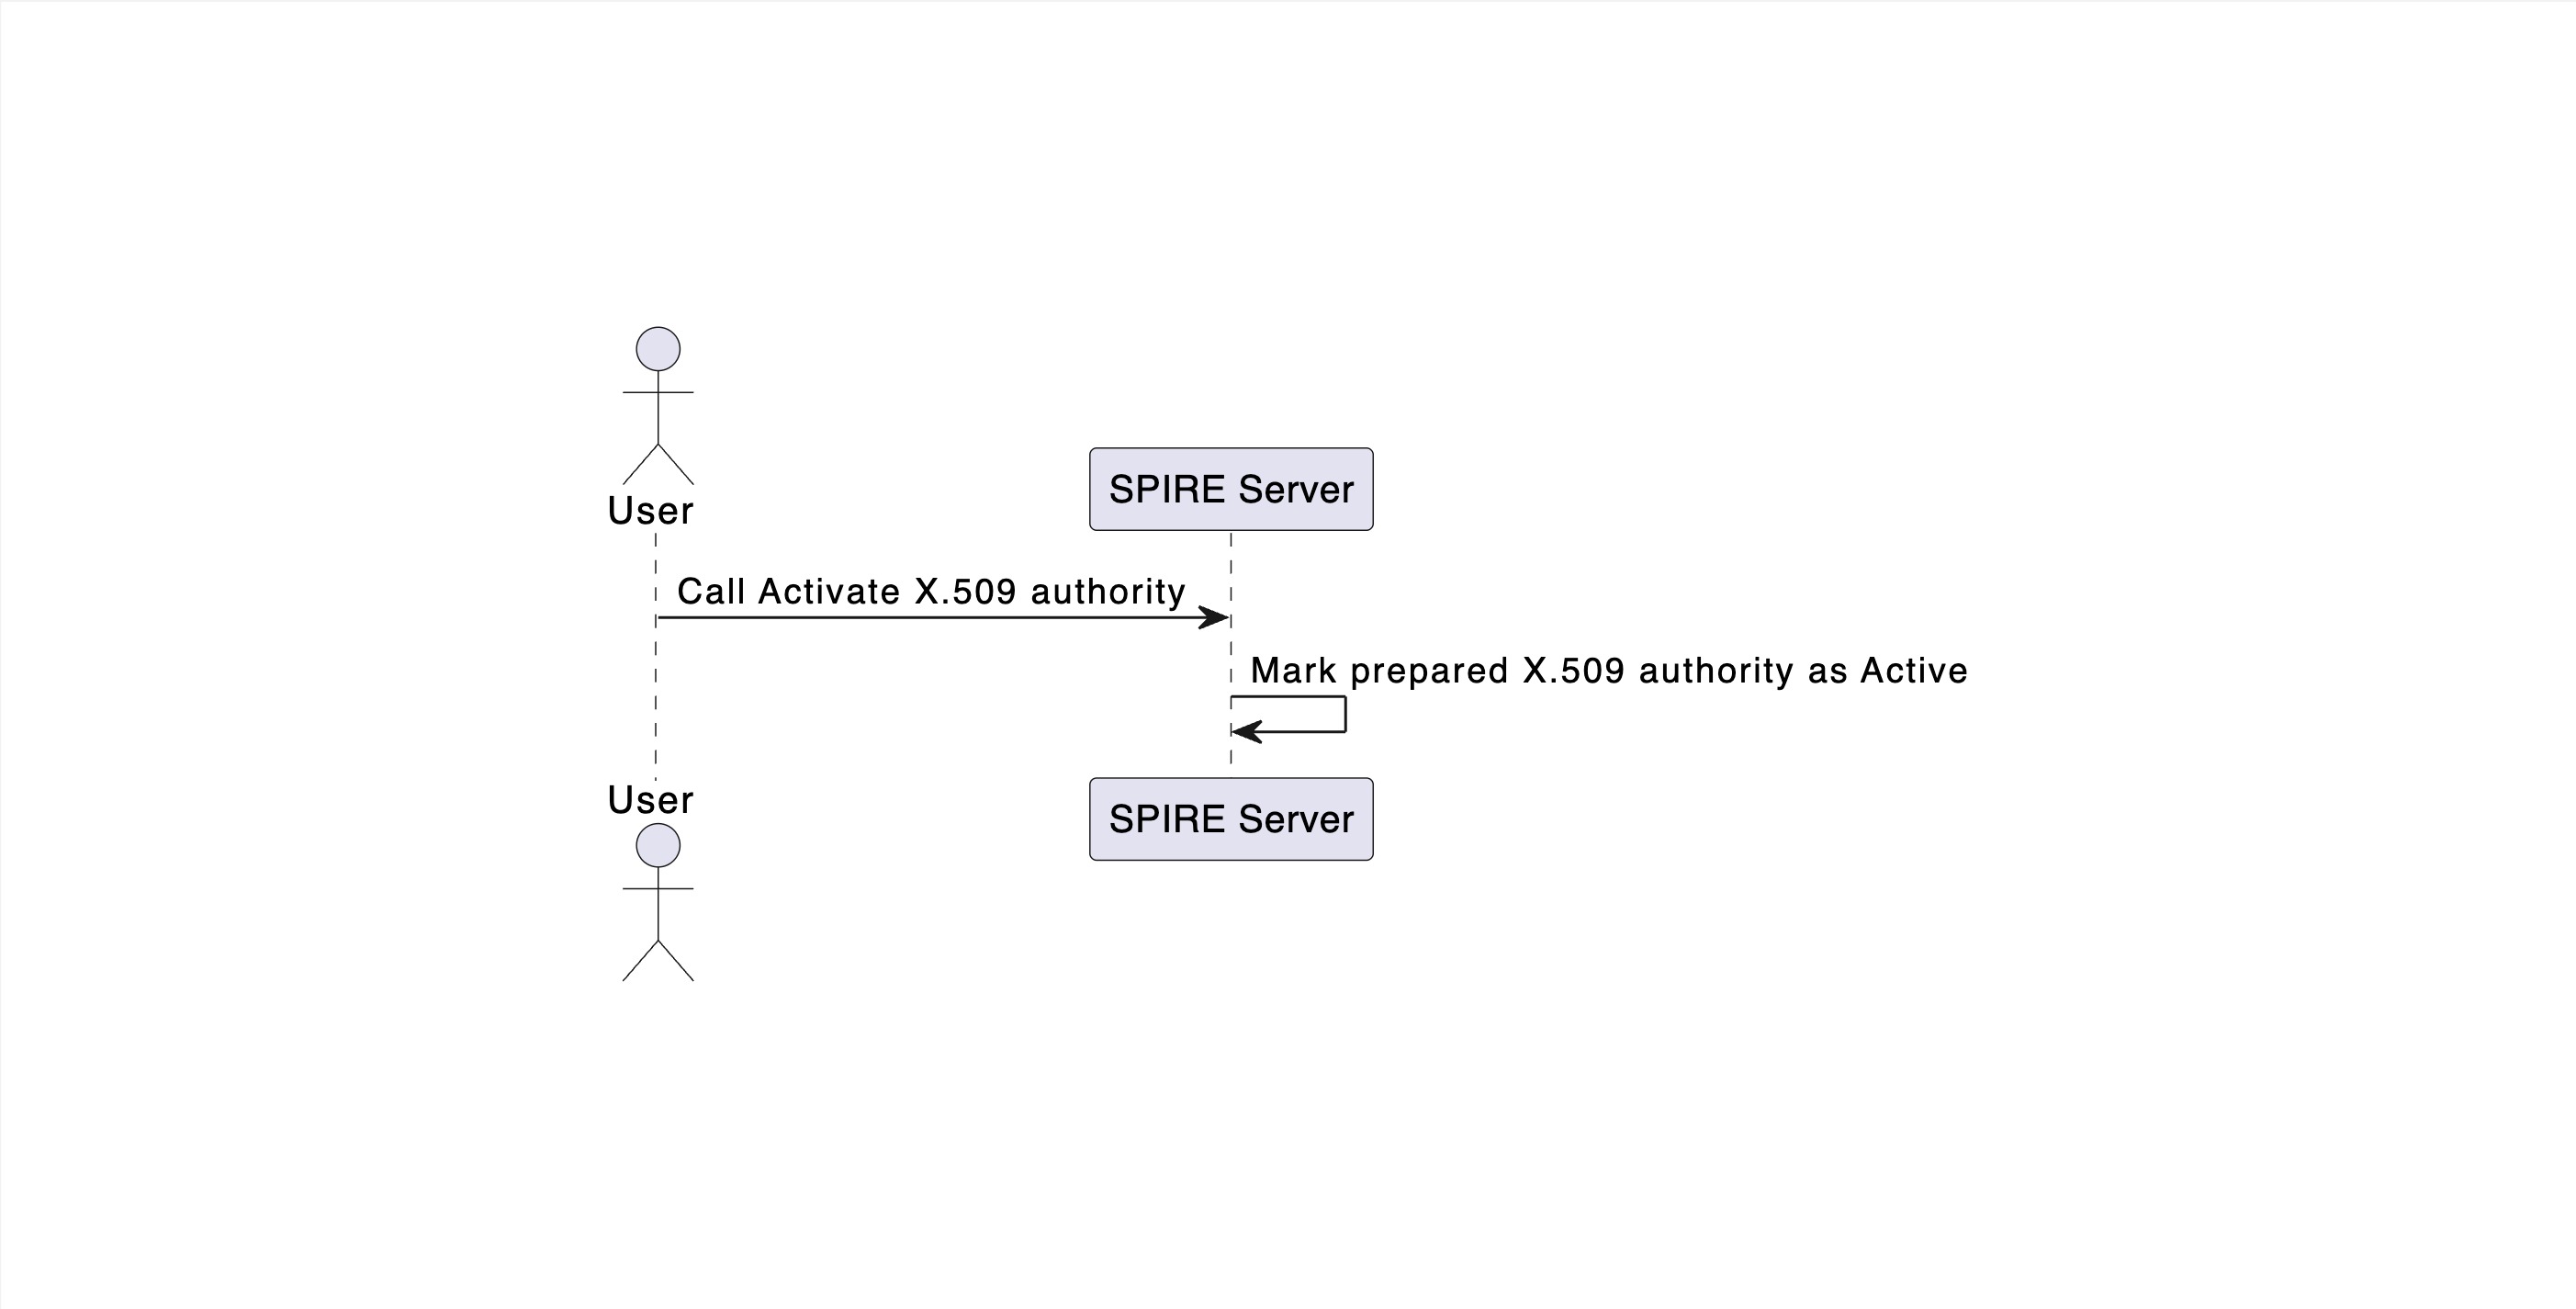 User
SPIRE Server
Call Activate X.509 authority
Mark prepared X.509 authority as Active
User
SPIRE Server